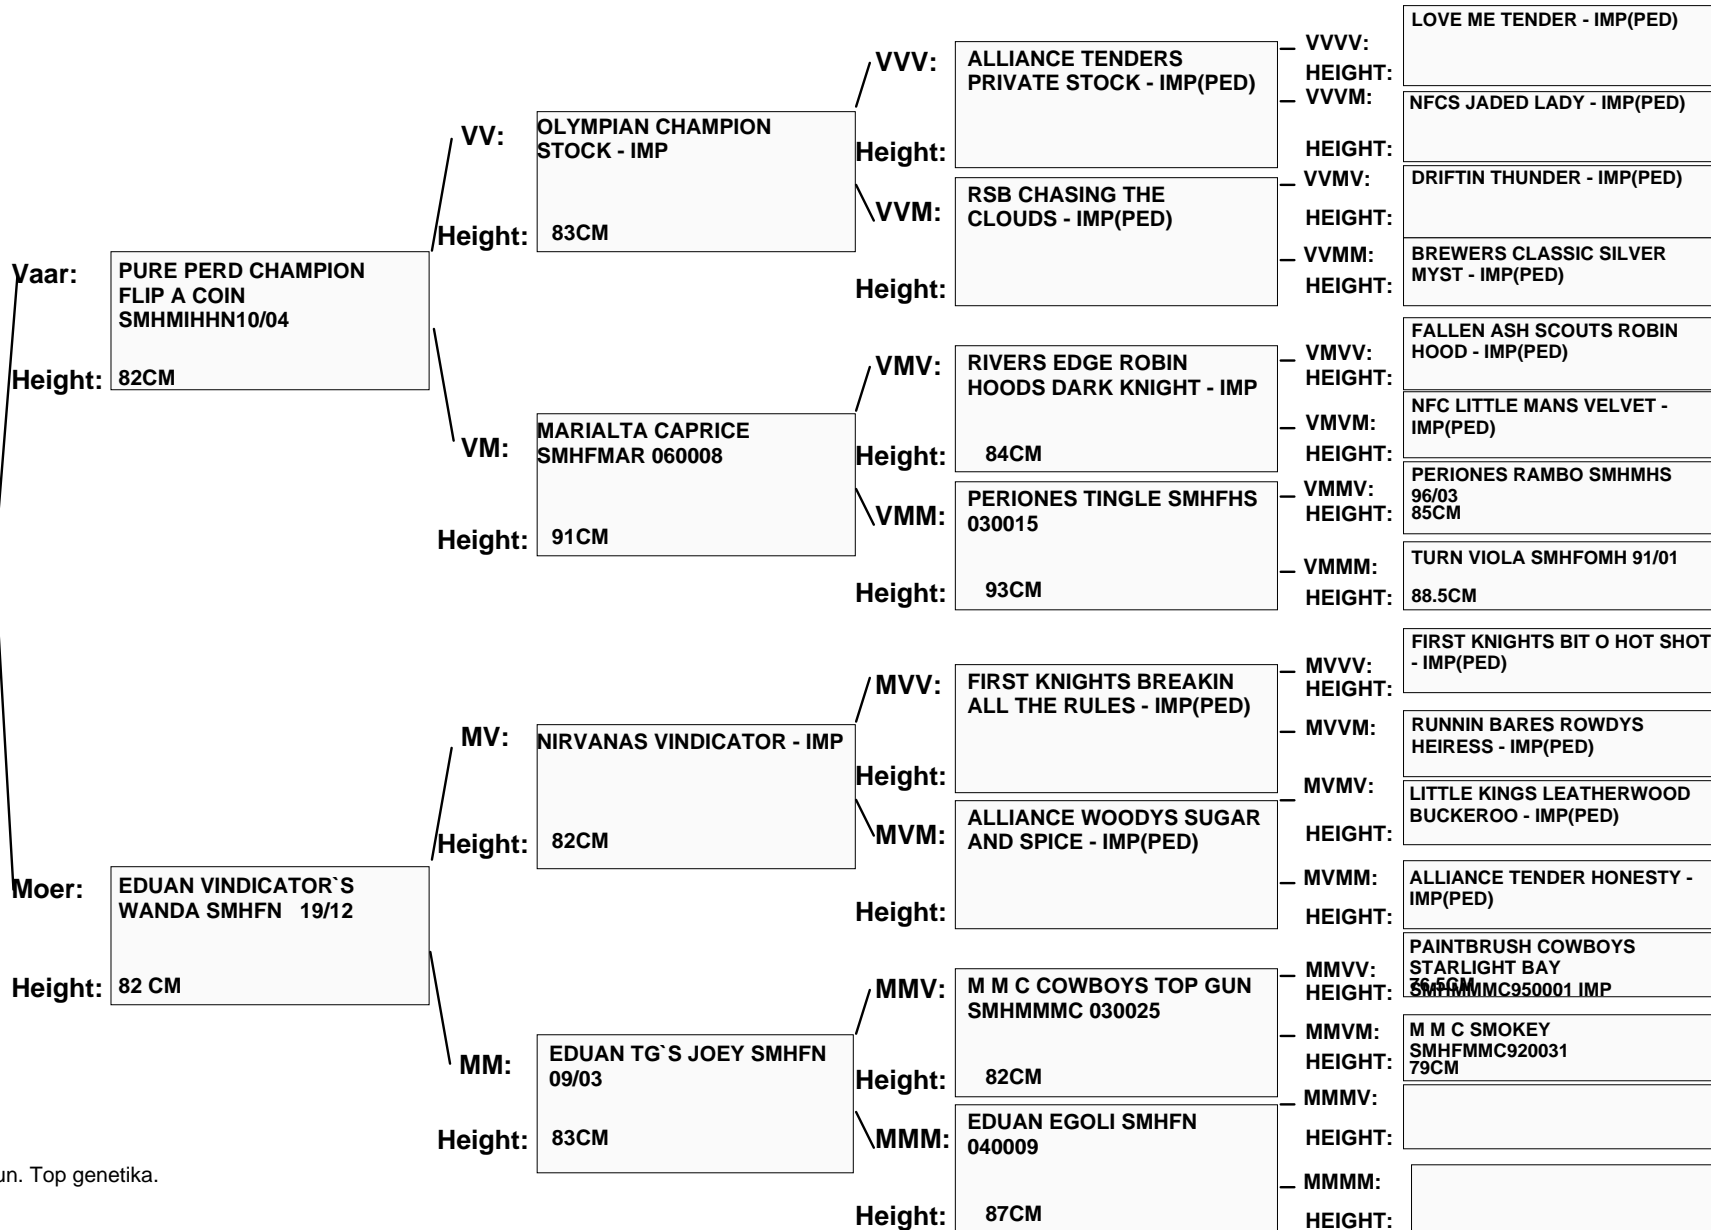 Vaar:
PURE PERD CHAMPION
FLIP A COIN
SMHMIHHN10/04
Height:
82CM
Moer:
EDUAN VINDICATOR`S
WANDA SMHFN 19/12
Height:
82 CM
un. Top genetika.
VV:
OLYMPIAN CHAMPION
STOCK - IMP
Height:
83CM
VM:
MARIALTA CAPRICE
SMHFMAR 060008
Height:
91CM
MV:
NIRVANAS VINDICATOR - IMP
Height:
82CM
MM:
EDUAN TG`S JOEY SMHFN
09/03
Height:
83CM
VVV:
ALLIANCE TENDERS
PRIVATE STOCK - IMP(PED)
Height:
VVM:
RSB CHASING THE
CLOUDS - IMP(PED)
Height:
VMV:
RIVERS EDGE ROBIN
HOODS DARK KNIGHT - IMP
Height:
84CM
VMM:
PERIONES TINGLE SMHFHS
030015
Height:
93CM
MVV:
FIRST KNIGHTS BREAKIN
ALL THE RULES - IMP(PED)
Height:
MVM:
ALLIANCE WOODYS SUGAR
AND SPICE - IMP(PED)
Height:
MMV:
M M C COWBOYS TOP GUN
SMHMMMC 030025
Height:
82CM
MMM:
EDUAN EGOLI SMHFN
040009
Height:
87CM
VVVV:
LOVE ME TENDER - IMP(PED)
HEIGHT:
VVVM:
NFCS JADED LADY - IMP(PED)
HEIGHT:
VVMV:
DRIFTIN THUNDER - IMP(PED)
HEIGHT:
VVMM:
BREWERS CLASSIC SILVER
MYST - IMP(PED)
HEIGHT:
VMVV:
FALLEN ASH SCOUTS ROBIN
HOOD - IMP(PED)
HEIGHT:
VMVM:
NFC LITTLE MANS VELVET -
IMP(PED)
HEIGHT:
VMMV:
PERIONES RAMBO SMHMHS
96/03
HEIGHT:
85CM
VMMM:
TURN VIOLA SMHFOMH 91/01
HEIGHT:
88.5CM
MVVV:
FIRST KNIGHTS BIT O HOT SHOT
- IMP(PED)
HEIGHT:
MVVM:
RUNNIN BARES ROWDYS
HEIRESS - IMP(PED)
MVMV:
LITTLE KINGS LEATHERWOOD
BUCKEROO - IMP(PED)
HEIGHT:
MVMM:
ALLIANCE TENDER HONESTY -
IMP(PED)
HEIGHT:
MMVV:
PAINTBRUSH COWBOYS
STARLIGHT BAY
SMHMMMC950001 IMP
HEIGHT:
76.5CM
MMVM:
M M C SMOKEY
SMHFMMC920031
HEIGHT:
79CM
MMMV:
HEIGHT:
MMMM:
HEIGHT: